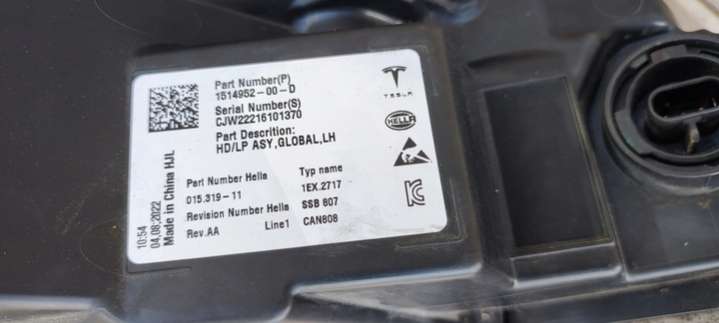 Part Number(P)
1514952-00-D
Serial Number(S)
CJW22216101370
Part Descrition:
HD/LP ASY,GLOBAL,LH
TESLA
HELLA
Part Number Hella
015.319-11
Revision Number Hella
Rev.AA
Line1
Typ name
1EX.2717
SSB 807
CAN808
10:54
04,08;2022
Made in China HJL